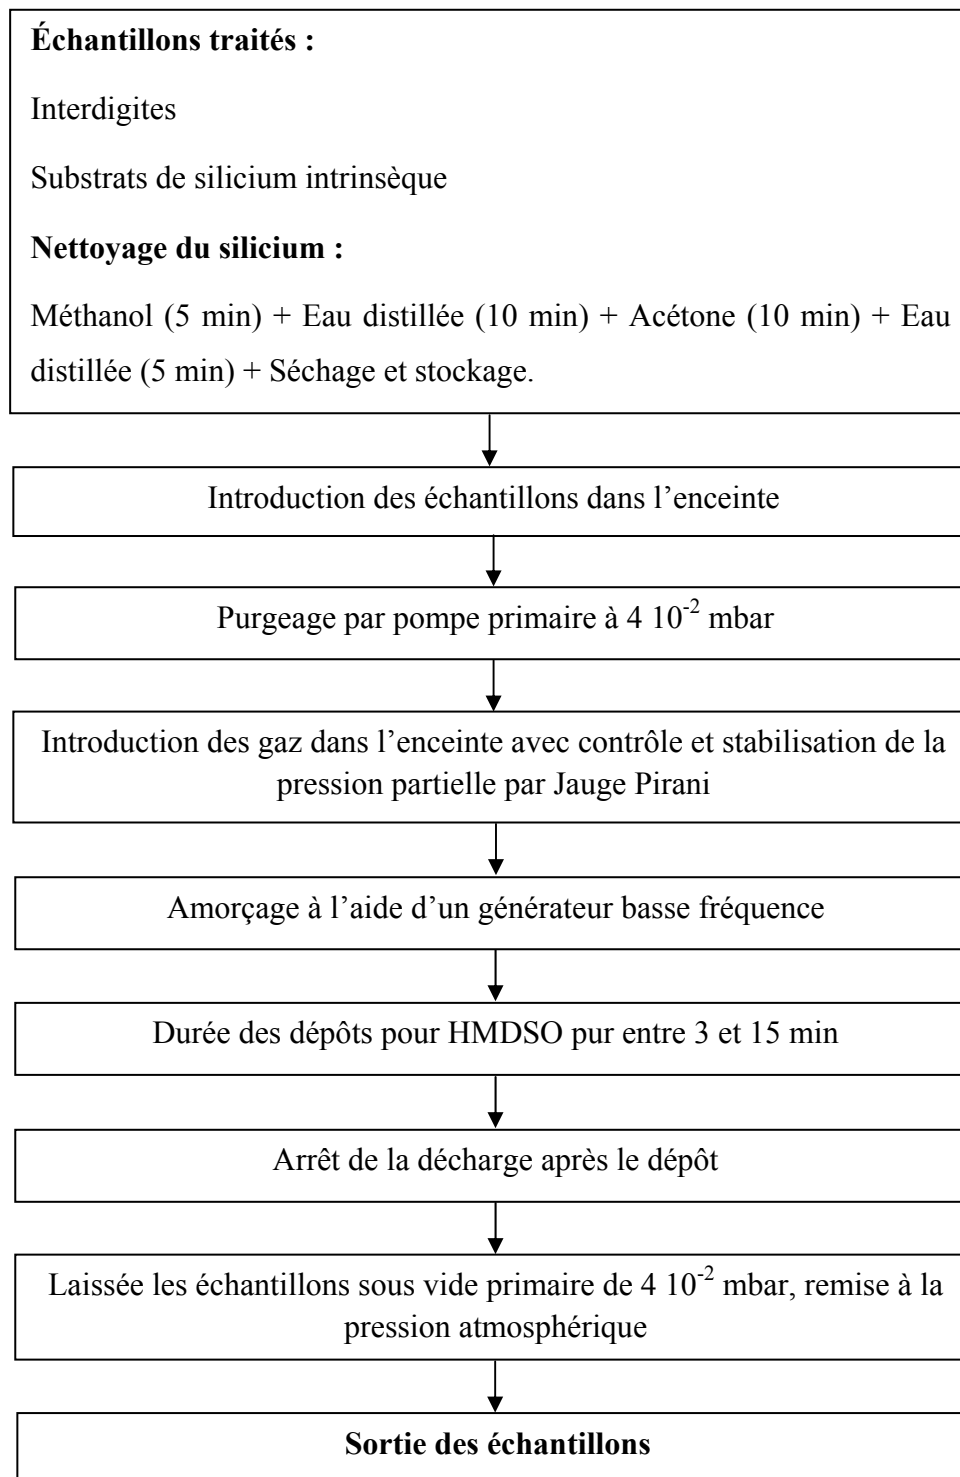 Échantillons traités :
Interdigites
Substrats de silicium intrinsèque
Nettoyage du silicium :
Méthanol (5 min) + Eau distillée (10 min) + Acétone (10 min) + Eau
distillée (5 min) + Séchage et stockage.
Introduction des échantillons dans l’enceinte
Purgeage par pompe primaire à 4 10⁻² mbar
Introduction des gaz dans l’enceinte avec contrôle et stabilisation de la
pression partielle par Jauge Pirani
Amorçage à l’aide d’un générateur basse fréquence
Durée des dépôts pour HMDSO pur entre 3 et 15 min
Arrêt de la décharge après le dépôt
Laissée les échantillons sous vide primaire de 4 10⁻² mbar, remise à la
pression atmosphérique
Sortie des échantillons